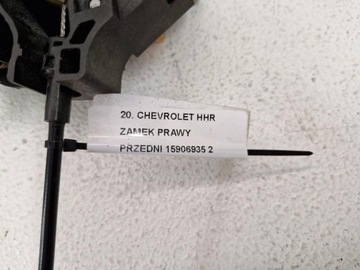 20. CHEVROLET HHR
ZAMEK PRAWY
PRZEDNI 15906935 2